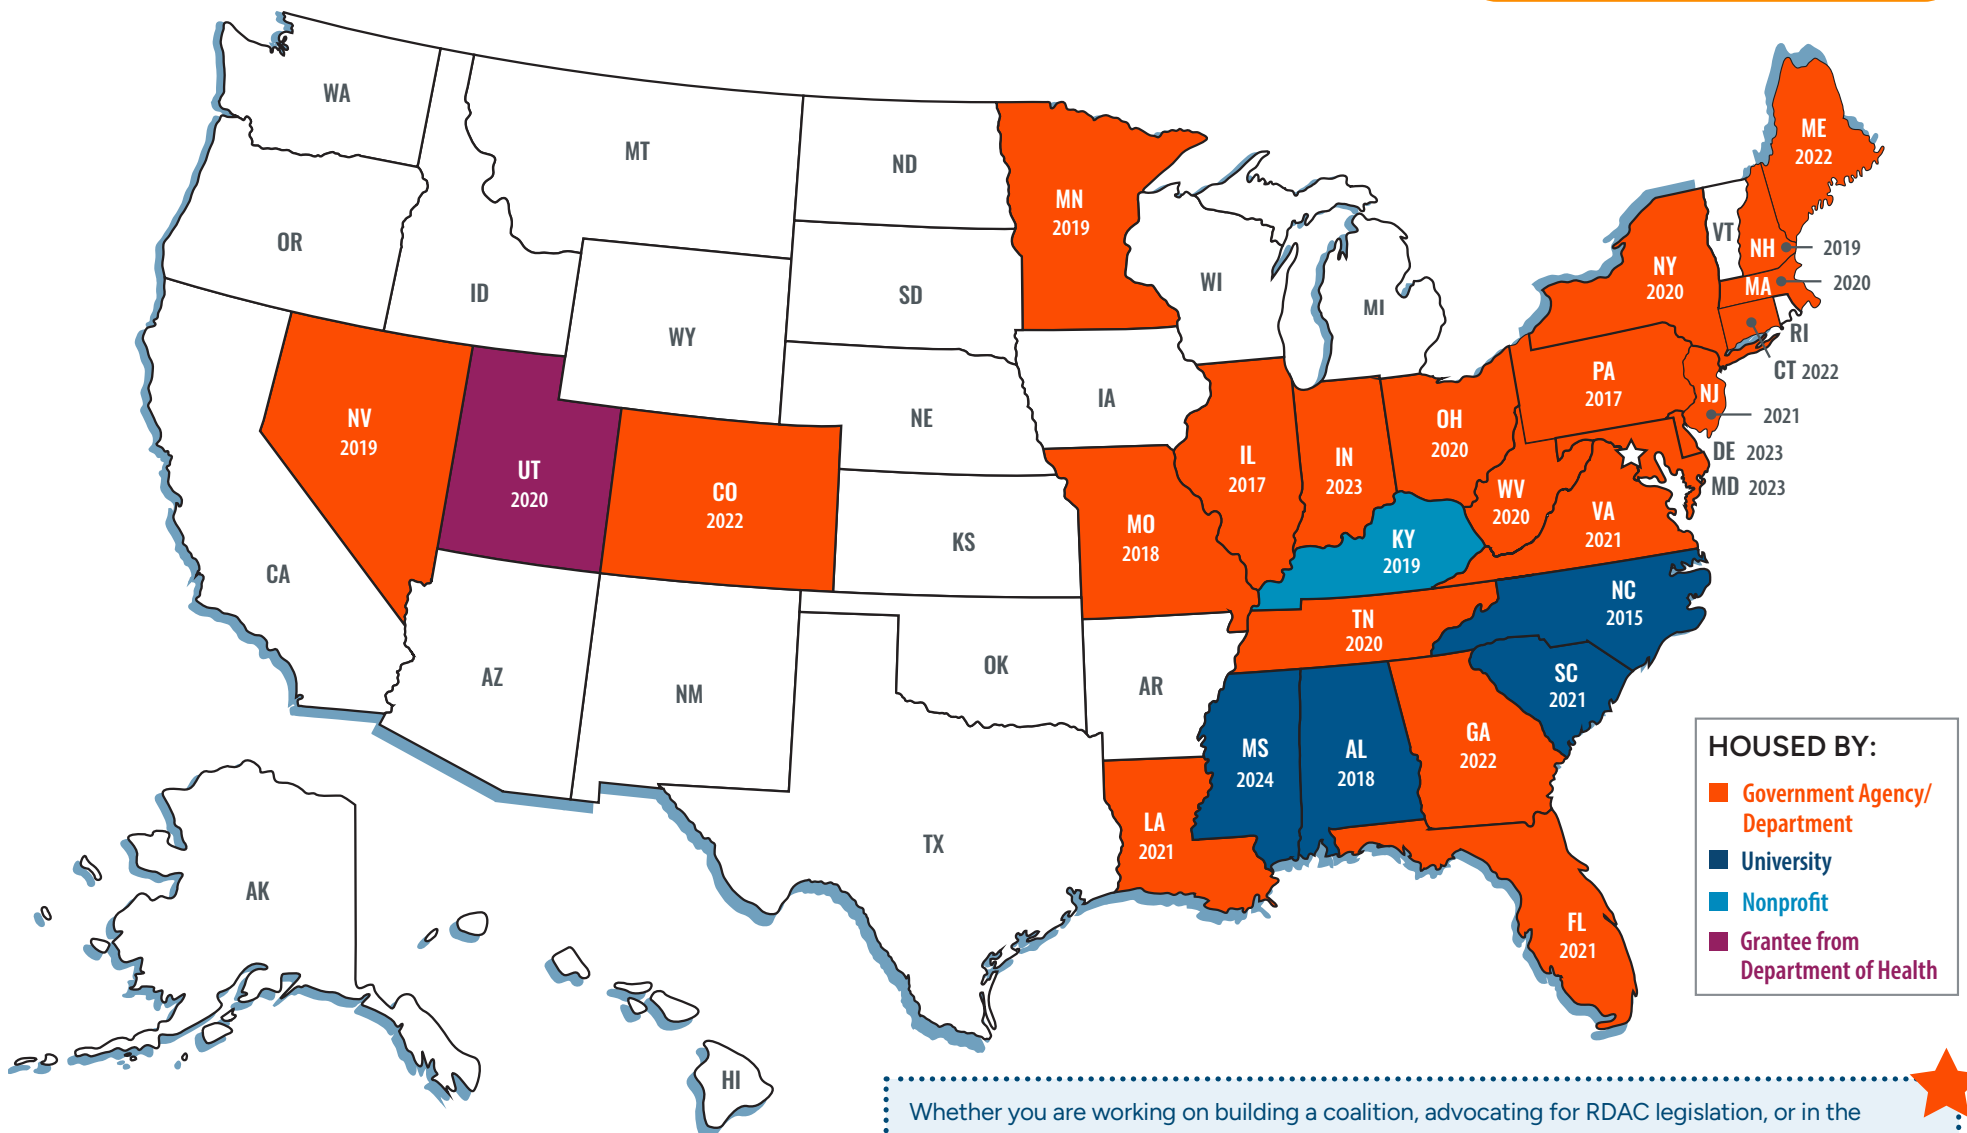 WA
MT
ND
MN
2019
ME
2022
OR
ID
SD
WI
MI
NY
2020
VT
NH
2019
MA
2020
RI
CT 2022
WY
NE
IA
PA
2017
NJ
2021
DE 2023
MD 2023
NV
2019
UT
2020
CO
2022
KS
MO
2018
IL
2017
IN
2023
OH
2020
WV
2020
VA
2021
KY
2019
CA
AZ
NM
OK
AR
TN
2020
NC
2015
SC
2021
MS
2024
AL
2018
GA
2022
TX
LA
2021
FL
2021
AK
HI
HOUSED BY:
Government Agency/
Department
University
Nonprofit
Grantee from
Department of Health
Whether you are working on building a coalition, advocating for RDAC legislation, or in the